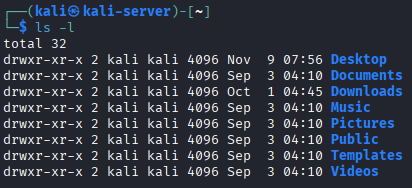 ┌──(kali㉿kali-server)-[~]
└─$ ls -l
total 32
drwxr-xr-x 2 kali kali 4096 Nov  9 07:56 Desktop
drwxr-xr-x 2 kali kali 4096 Sep  3 04:10 Documents
drwxr-xr-x 2 kali kali 4096 Oct  1 04:45 Downloads
drwxr-xr-x 2 kali kali 4096 Sep  3 04:10 Music
drwxr-xr-x 2 kali kali 4096 Sep  3 04:10 Pictures
drwxr-xr-x 2 kali kali 4096 Sep  3 04:10 Public
drwxr-xr-x 2 kali kali 4096 Sep  3 04:10 Templates
drwxr-xr-x 2 kali kali 4096 Sep  3 04:10 Videos